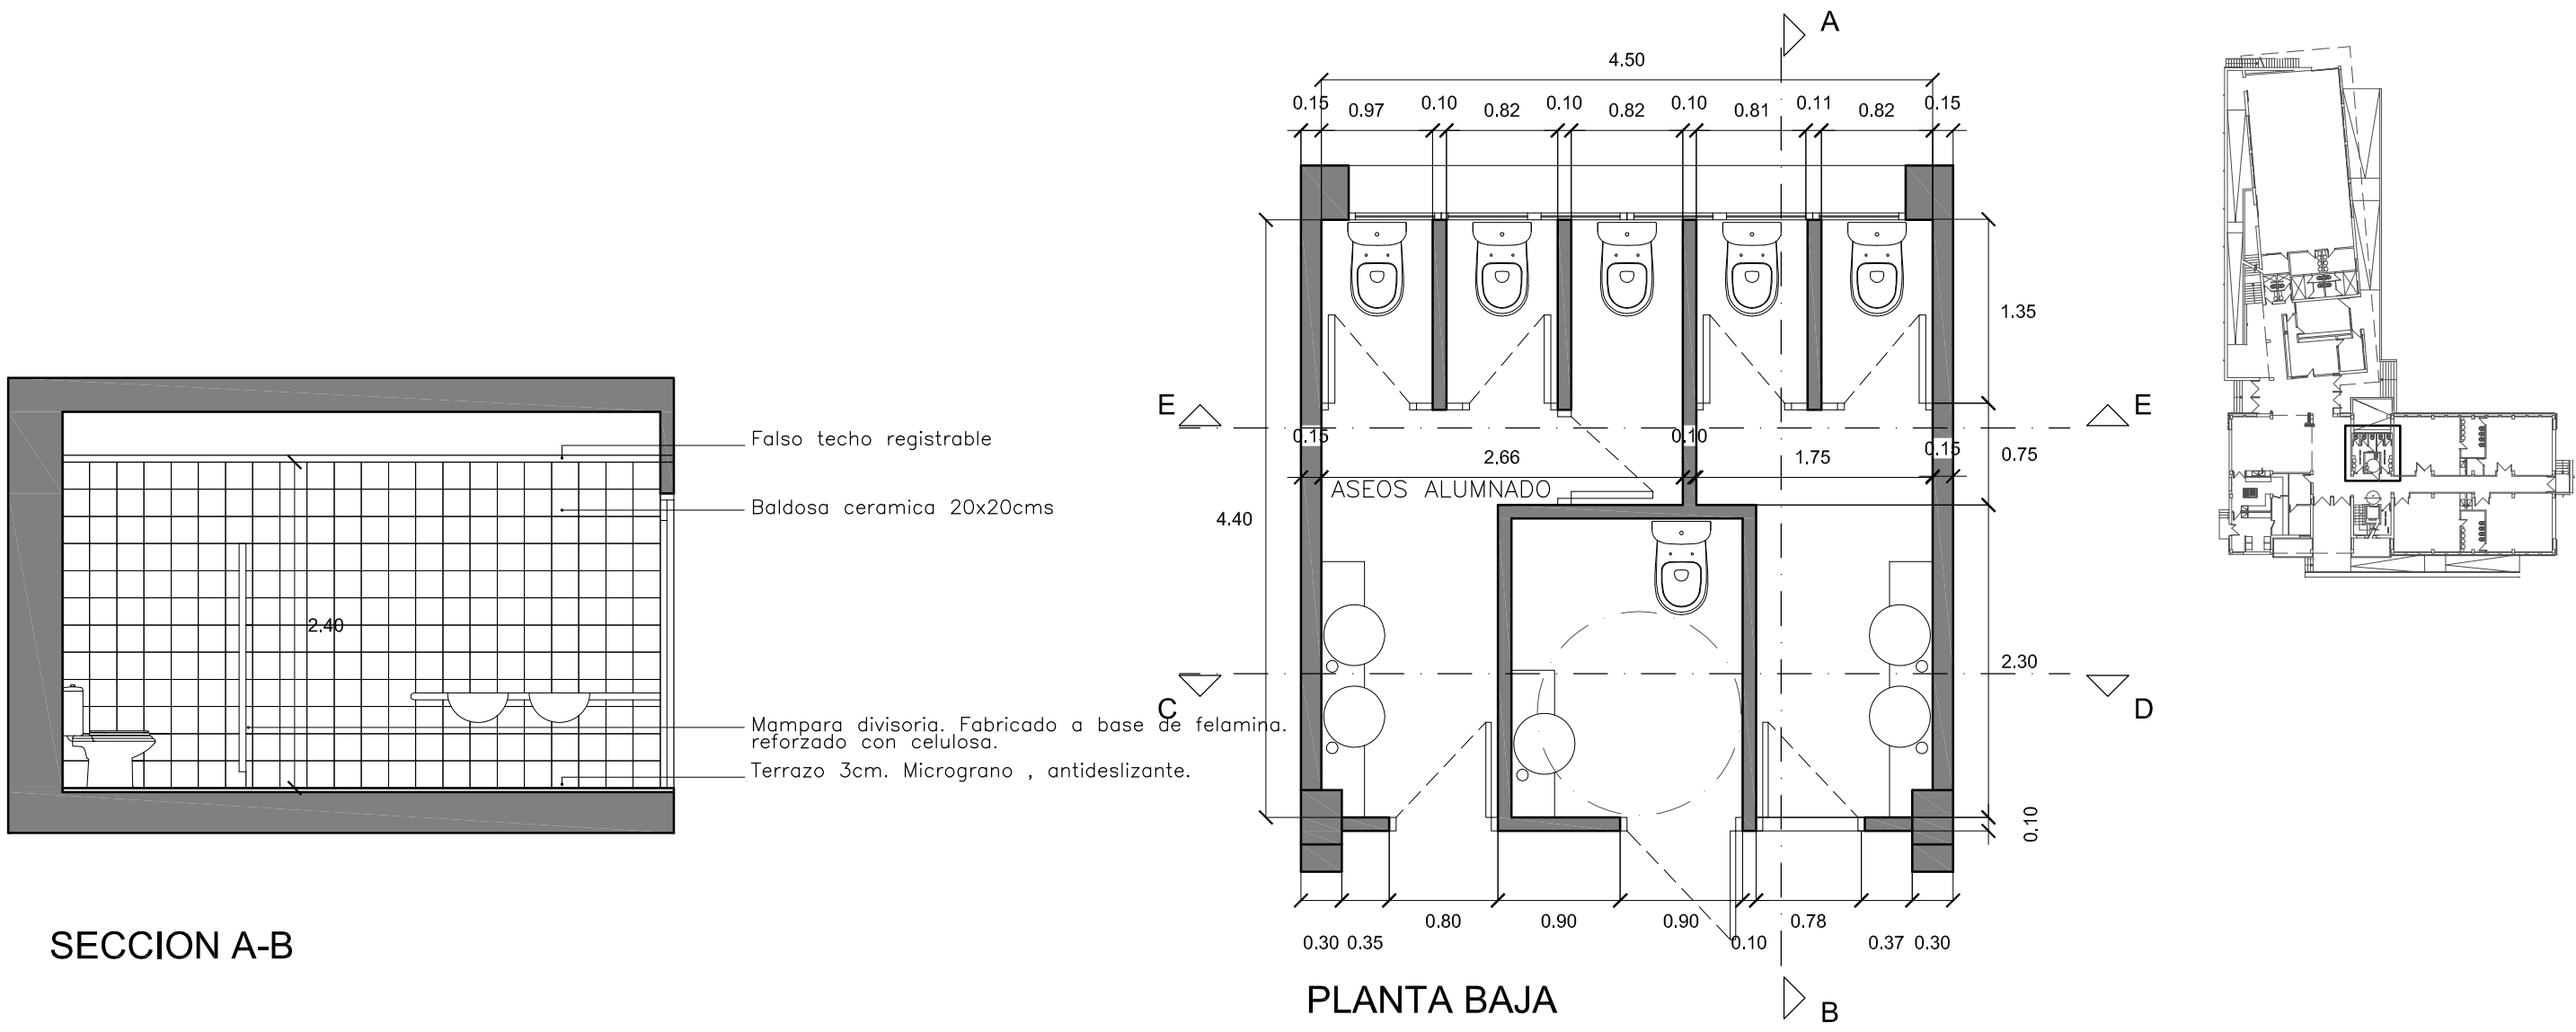 Falso techo registrable
Baldosa ceramica 20x20cms
2.40
Mampara divisoria. Fabricado a base de felamina.
reforzado con celulosa.
Terrazo 3cm. Micrograno , antideslizante.
SECCION A-B
A
4.50
0.15 0.97 0.10 0.82 0.10 0.82 0.10 0.81 0.11 0.82 0.15
1.35
E E
0.15 0.10 0.15
2.66 1.75 0.75
ASEOS ALUMNADO
4.40
2.30
C D
0.10
0.80 0.90 0.90 0.78
0.30 0.35 0.10 0.37 0.30
PLANTA BAJA
B